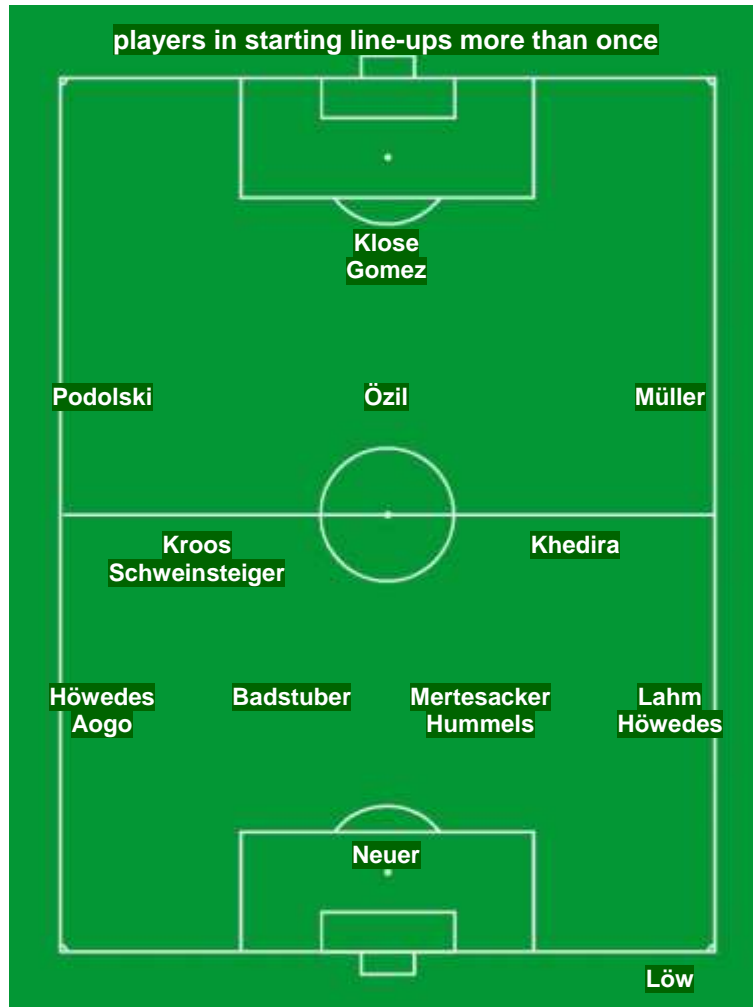 players in starting line-ups more than once
Klose
Gomez
Podolski Özil Müller
Kroos Khedira
Schweinsteiger
Höwedes Badstuber Mertesacker Lahm
Aogo Hummels Höwedes
Neuer
Löw